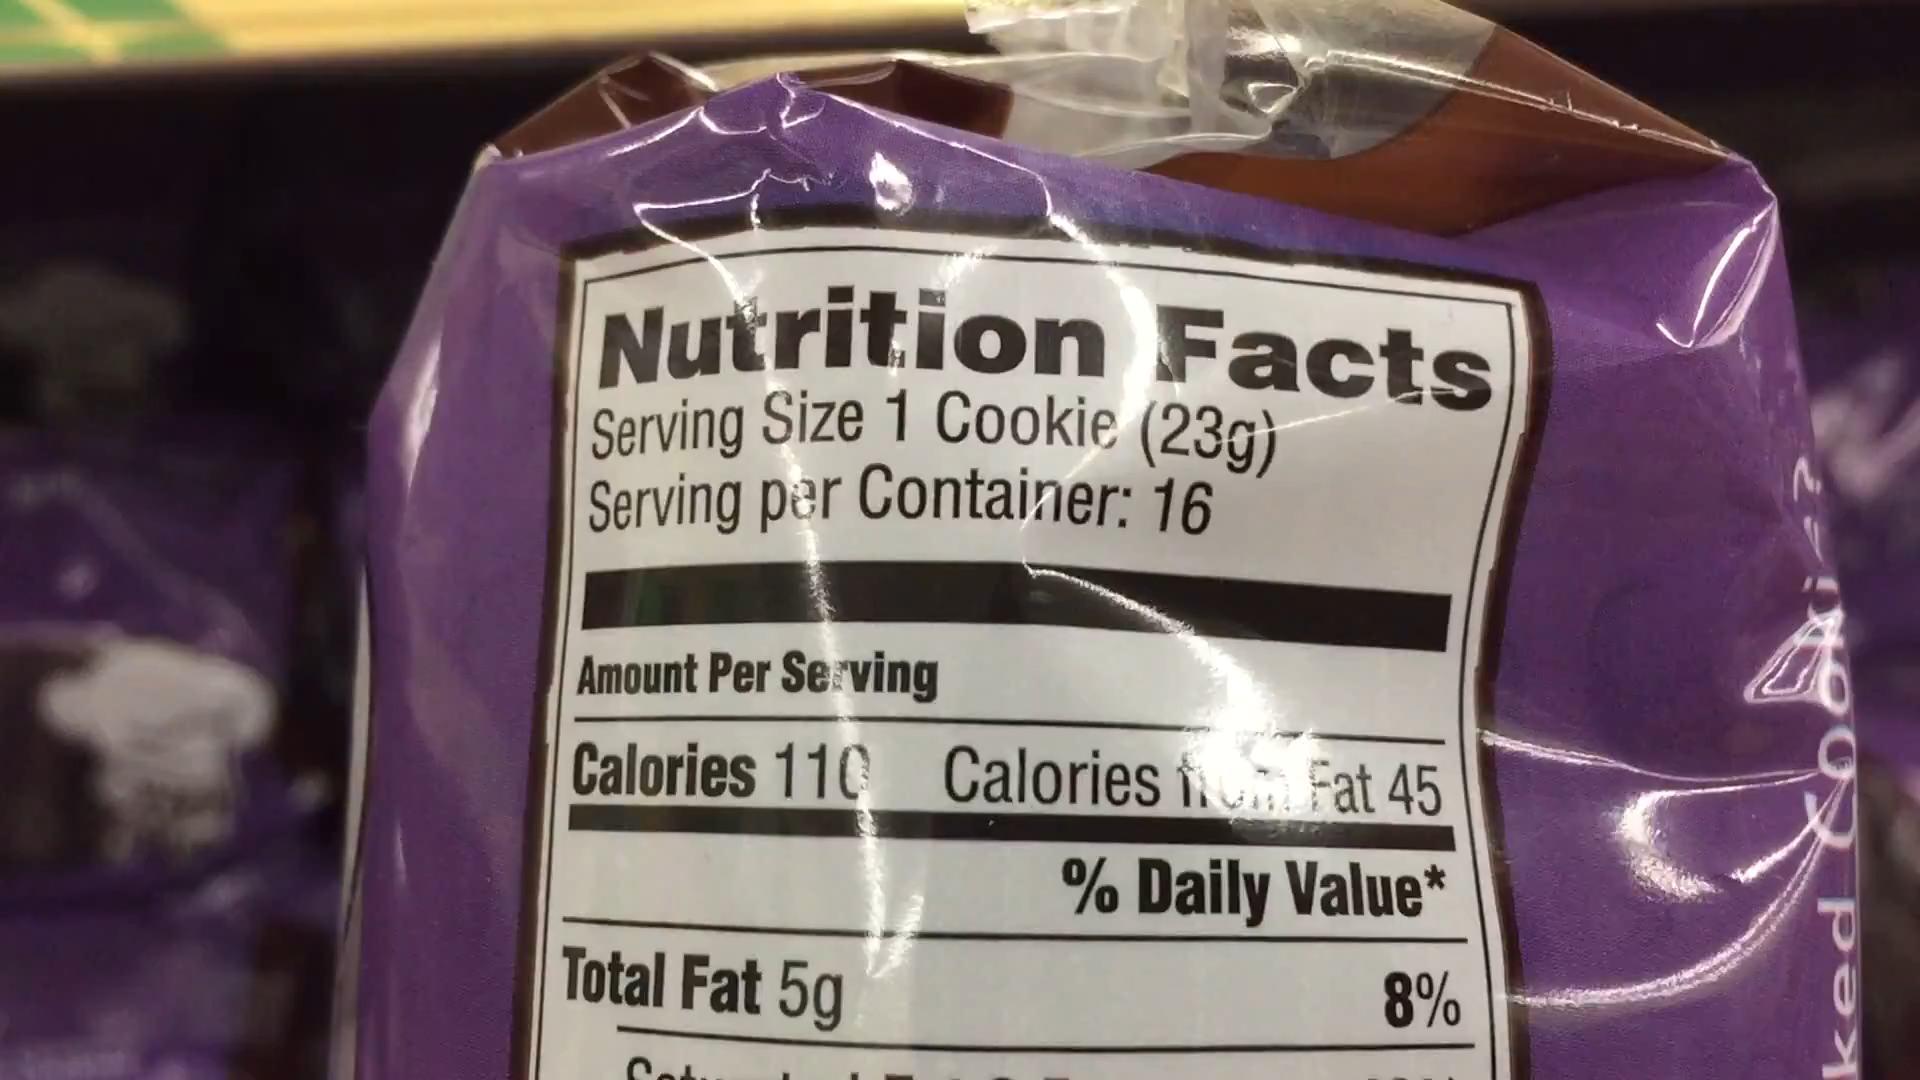 Nutrition Facts
Serving Size 1 Cookie (23g)
Serving per Container: 16
Amount Per Serving
Calories 110 Calories from Fat 45
% Daily Value*
Total Fat 5g 8%